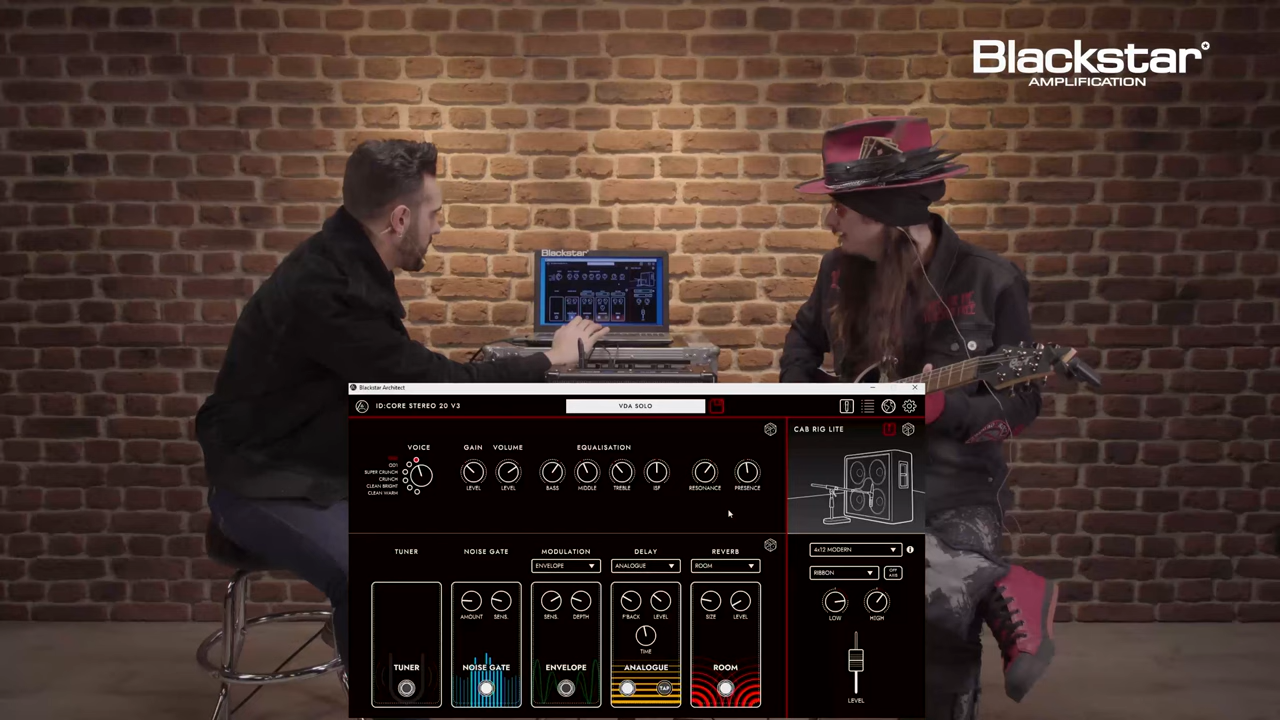 Blackstar
AMPLIFICATION
Blackstar
Blackstar Architect
ID:CORE STEREO 20 V3
VDA SOLO
VOICE
GAIN
VOLUME
EQUALISATION
CAB RIG LITE
OD1
SUPER CRUNCH
CRUNCH
CLEAN BRIGHT
CLEAN WARM
LEVEL
LEVEL
BASS
MIDDLE
TREBLE
ISF
RESONANCE
PRESENCE
TUNER
NOISE GATE
MODULATION
DELAY
REVERB
ENVELOPE
ANALOGUE
ROOM
4x12 MODERN
RIBBON
OFF AXIS
AMOUNT
SENS.
SENS.
DEPTH
F'BACK
LEVEL
SIZE
LEVEL
LOW
HIGH
TIME
TUNER
NOISE GATE
ENVELOPE
ANALOGUE
ROOM
TAP
LEVEL